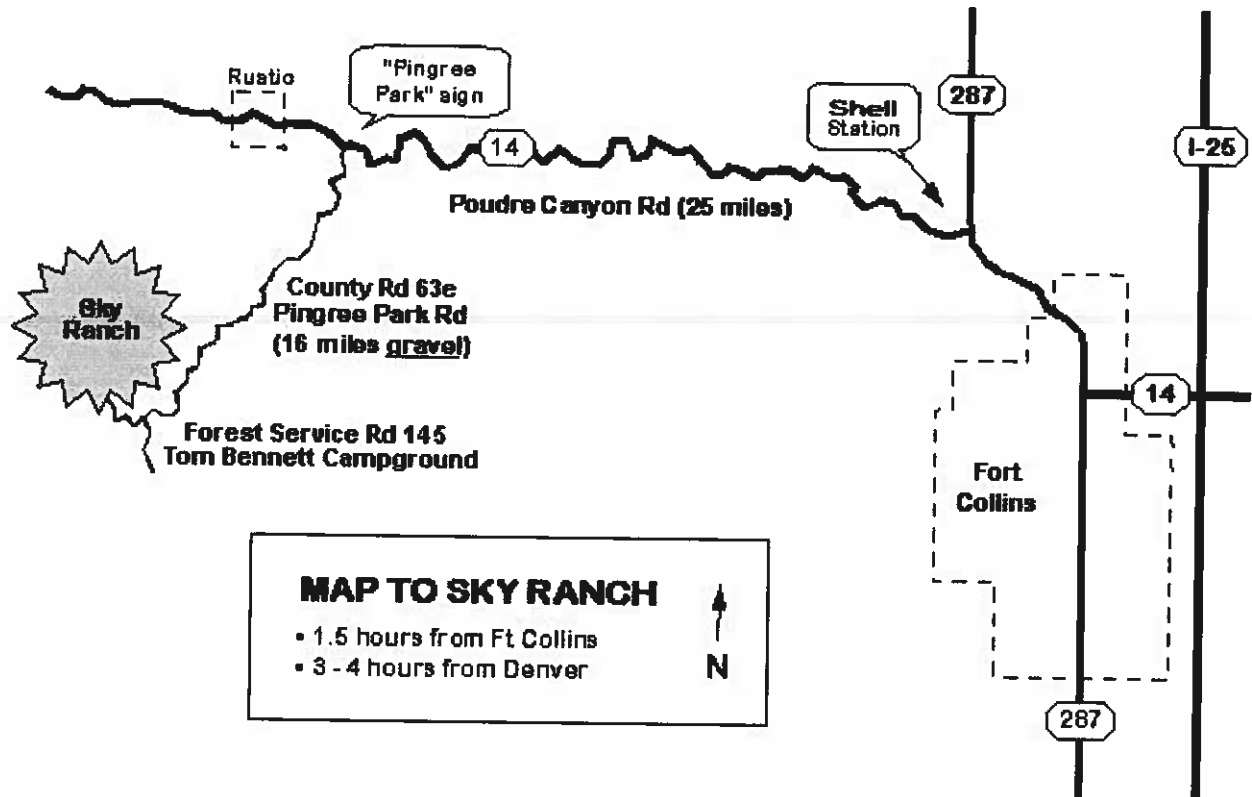 Rustic
"Pingree
Park" sign
Shell
Station
287
I-25
14
Poudre Canyon Rd (25 miles)
Sky
Ranch
County Rd 63e
Pingree Park Rd
(16 miles gravel)
14
Forest Service Rd 145
Tom Bennett Campground
Fort
Collins
MAP TO SKY RANCH
• 1.5 hours from Ft Collins
• 3 - 4 hours from Denver
N
287